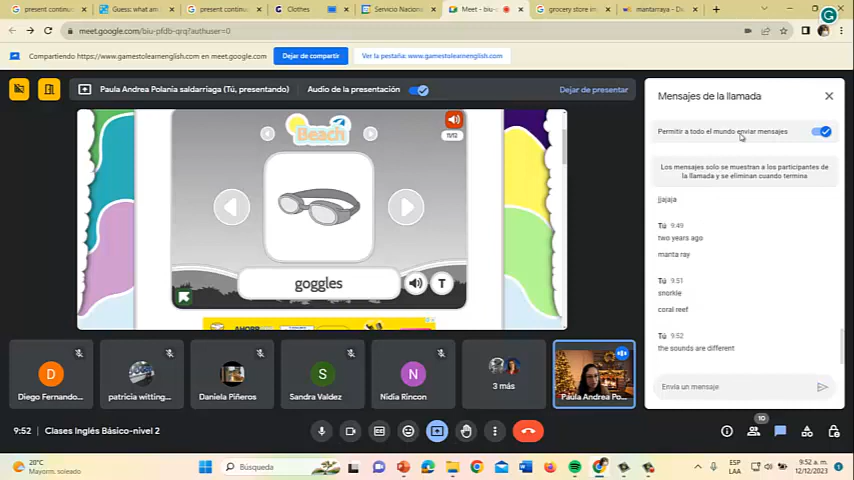 present continuous
Guess: what am
present continuous
Clothes
Servicio Nacion
Meet - biu-
grocery store in
mantarraya - D
meet.google.com/biu-pfdb-qrq?authuser=0
Compartiendo https://www.gamestolearnenglish.com en meet.google.com
Dejar de compartir
Ver la pestaña: www.gamestolearnenglish.com
Paula Andrea Polania saldarriaga (Tú, presentando)
Audio de la presentación
Dejar de presentar
Beach
11/12
goggles
T
Mensajes de la llamada
Permitir a todo el mundo enviar mensajes
Los mensajes solo se muestran a los participantes de
la llamada y se eliminan cuando termina
jjajaja
Tú 9:49
two years ago
manta ray
Tú 9:51
snorkle
coral reef
Tú 9:52
the sounds are different
Envía un mensaje
D
S
N
3 más
Diego Fernando...
patricia witting...
Daniela Piñeros
Sandra Valdez
Nidia Rincon
Paula Andrea Po...
9:52
Clases Inglés Básico-nivel 2
10
20°C
Mayorm. soleado
Búsqueda
ESP
LAA
9:52 a. m.
12/12/2023